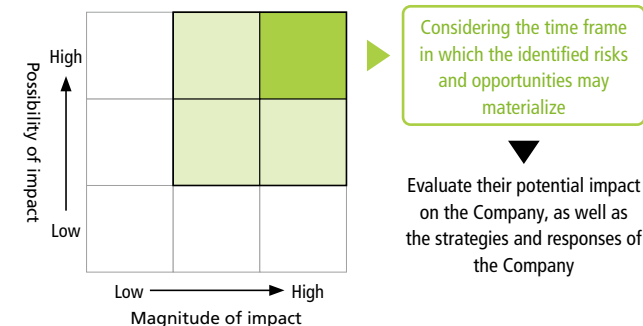 Possibility of impact
High
Low
Low
High
Magnitude of impact
Considering the time frame
in which the identified risks
and opportunities may
materialize
Evaluate their potential impact
on the Company, as well as
the strategies and responses of
the Company